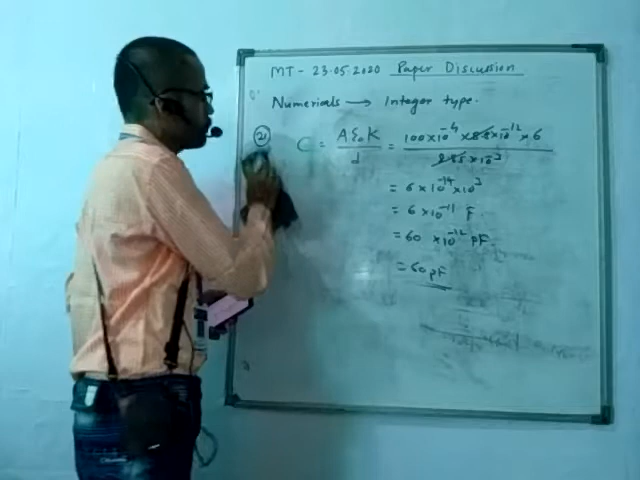 MT - 23.05.2020 Paper Discussion
Numericals → Integer type.
21 C = Aε₀K / d = 100×10⁻⁴ × 8.85×10⁻¹² × 6 / 8.85×10⁻³
= 6×10⁻¹⁴×10³
= 6×10⁻¹¹ F.
= 60 ×10⁻¹² pF.
= 60 pF